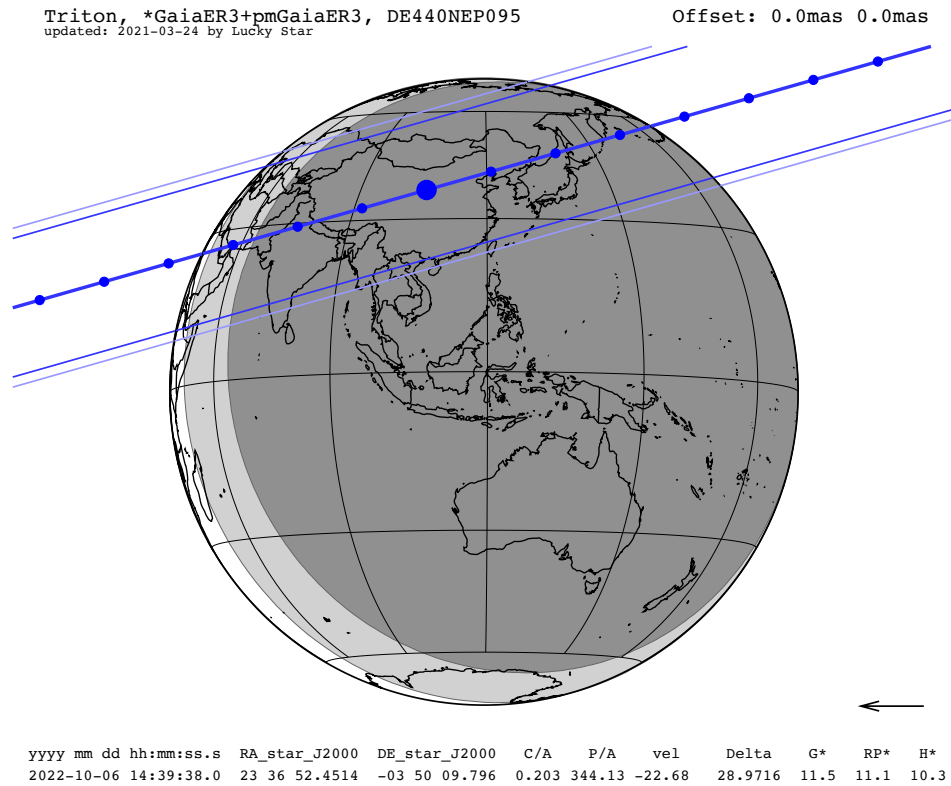 Triton, *GaiaER3+pmGaiaER3, DE440NEP095 Offset: 0.0mas 0.0mas
updated: 2021-03-24 by Lucky Star
yyyy mm dd hh:mm:ss.s RA_star_J2000 DE_star_J2000 C/A P/A vel Delta G* RP* H*
2022-10-06 14:39:38.0 23 36 52.4514 -03 50 09.796 0.203 344.13 -22.68 28.9716 11.5 11.1 10.3